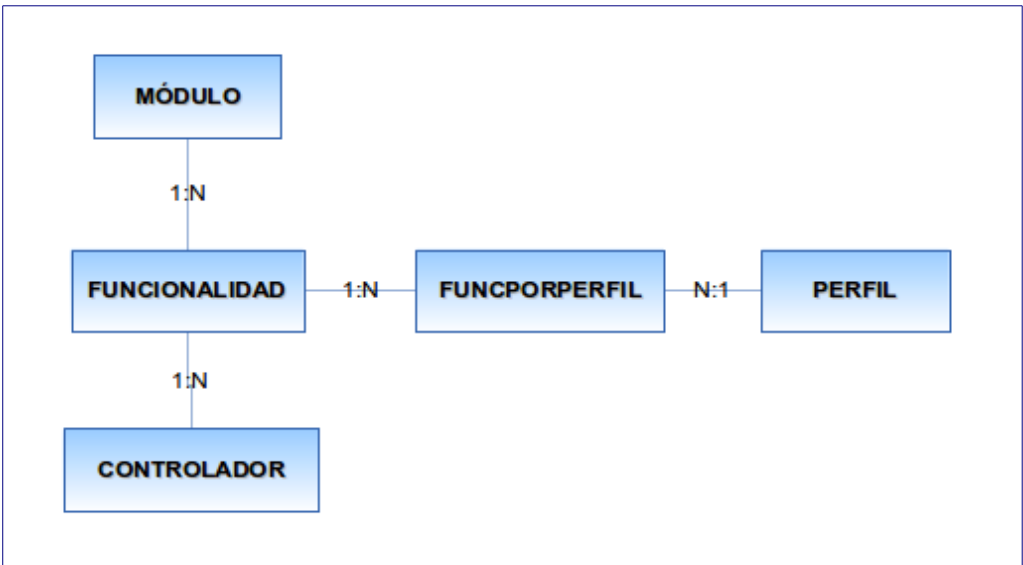 MÓDULO
1:N
FUNCIONALIDAD
1:N
FUNCPORPERFIL
N:1
PERFIL
1:N
CONTROLADOR